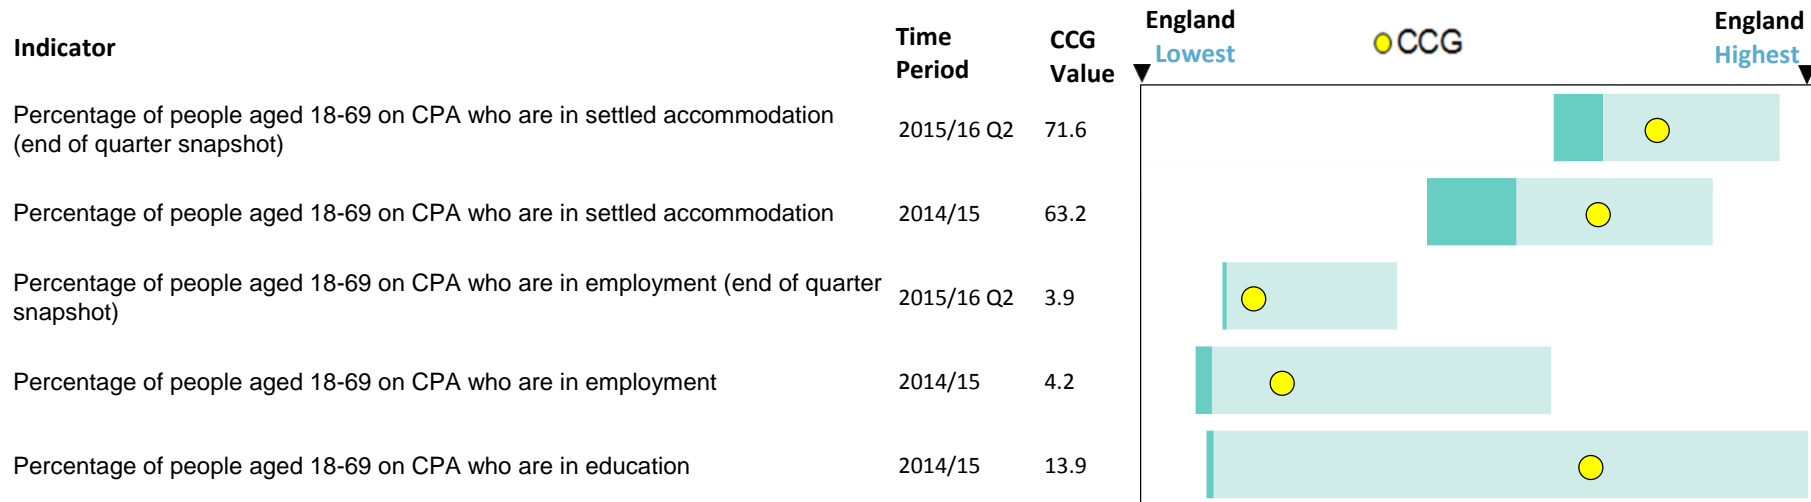 Indicator
Time Period
CCG Value
England Lowest
CCG
England Highest
Percentage of people aged 18-69 on CPA who are in settled accommodation
(end of quarter snapshot)
2015/16 Q2
71.6
Percentage of people aged 18-69 on CPA who are in settled accommodation
2014/15
63.2
Percentage of people aged 18-69 on CPA who are in employment (end of quarter
snapshot)
2015/16 Q2
3.9
Percentage of people aged 18-69 on CPA who are in employment
2014/15
4.2
Percentage of people aged 18-69 on CPA who are in education
2014/15
13.9